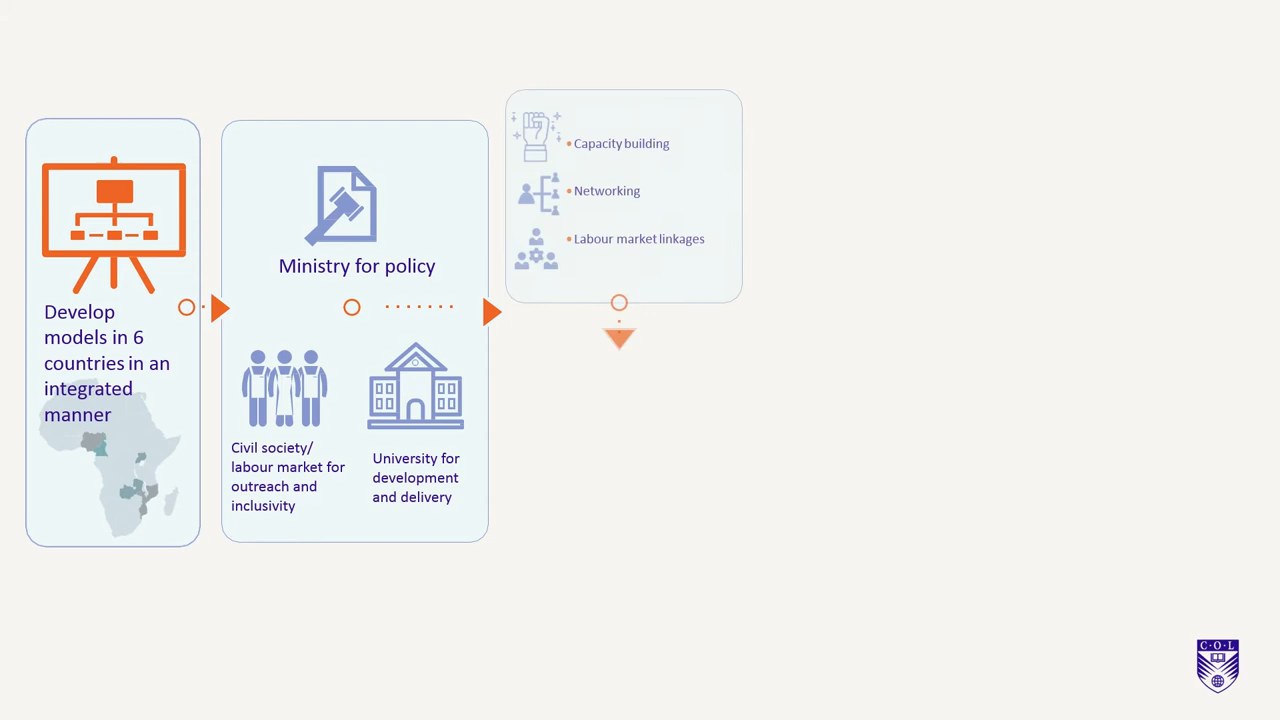 Develop
models in 6
countries in an
integrated
manner
Ministry for policy
Civil society/
labour market for
outreach and
inclusivity
University for
development
and delivery
• Capacity building
• Networking
• Labour market linkages
C·O·L